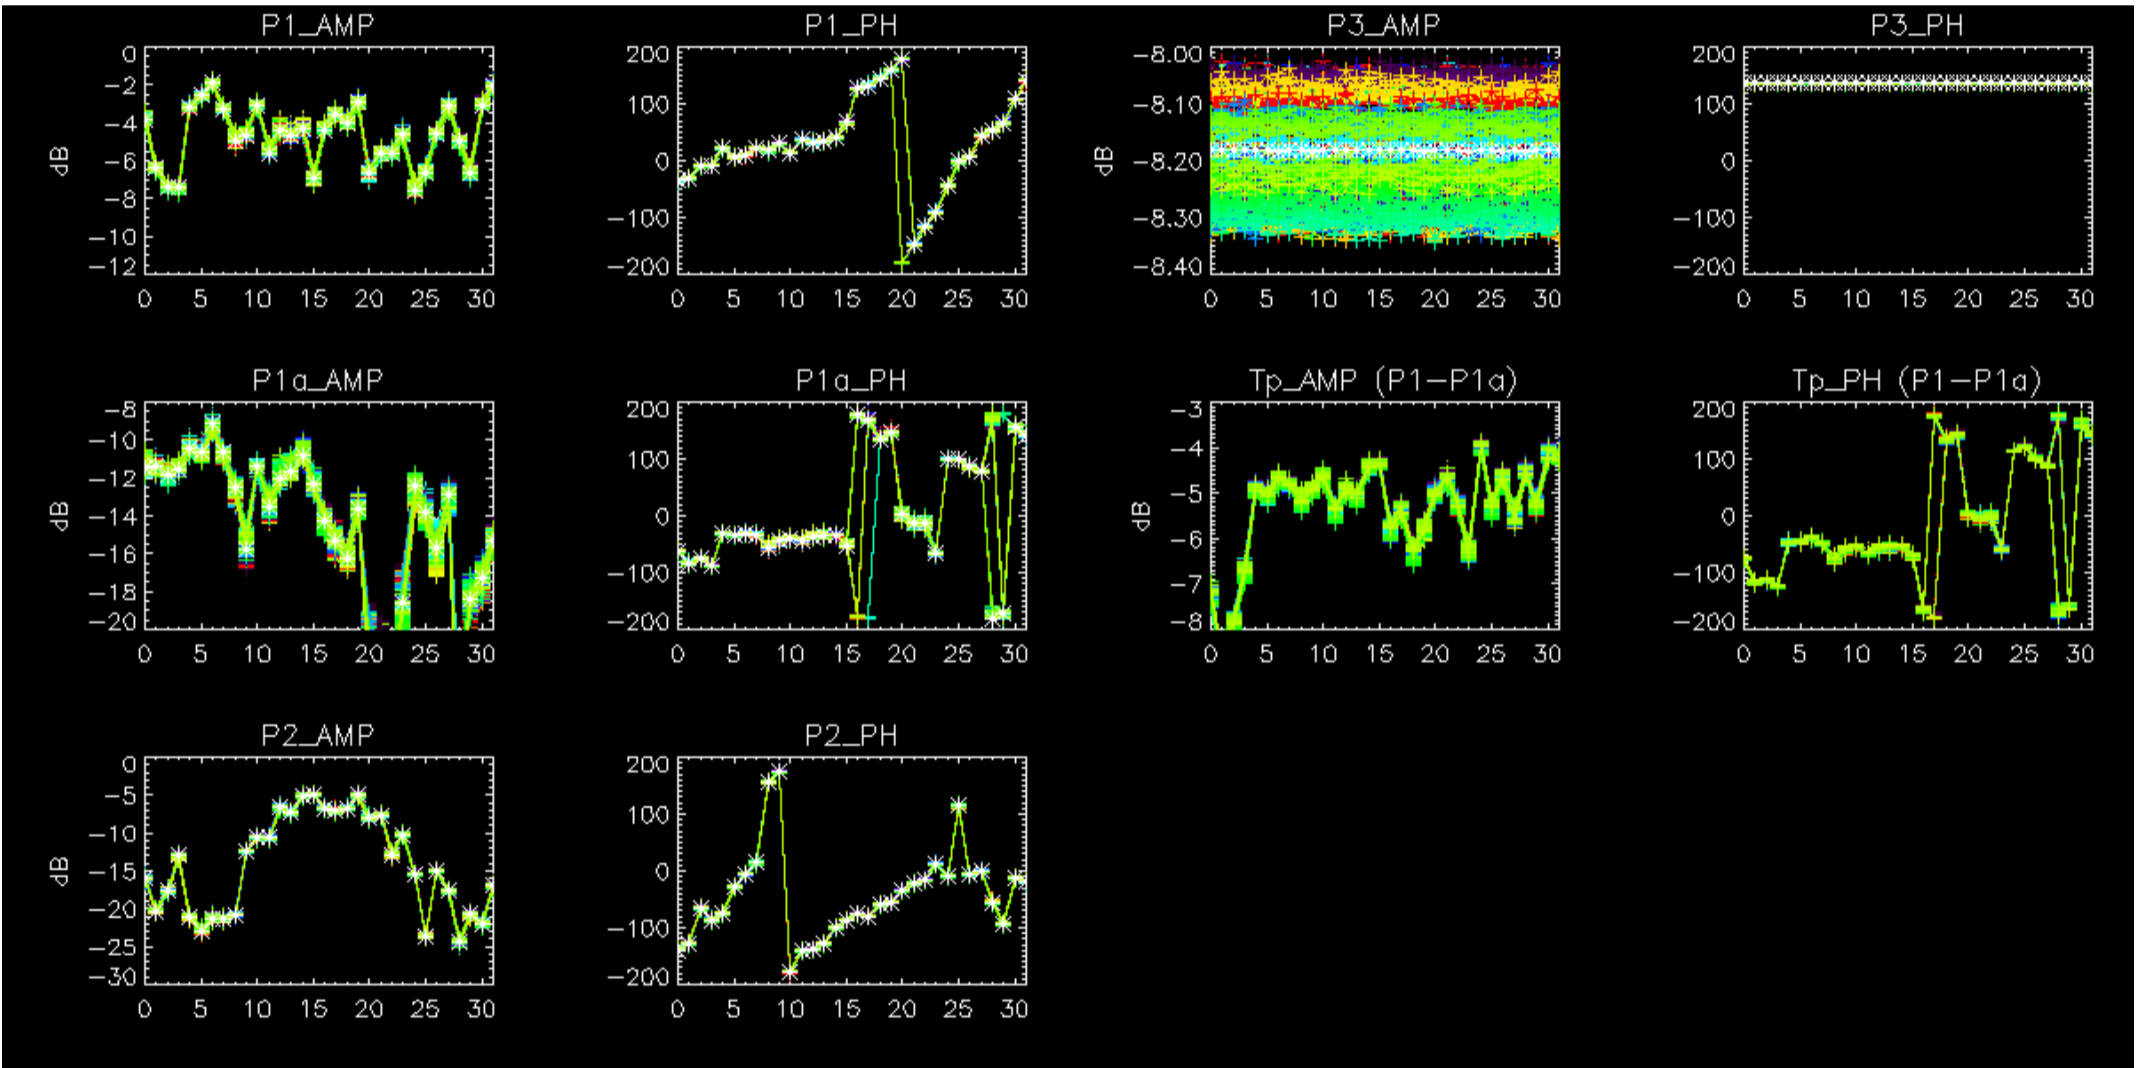 P1_AMP
P1_PH
P3_AMP
P3_PH
0
-2
-4
-6
-8
-10
-12
dB
0 5 10 15 20 25 30
200
100
0
-100
-200
0 5 10 15 20 25 30
-8.00
-8.10
-8.20
-8.30
-8.40
dB
0 5 10 15 20 25 30
200
100
0
-100
-200
0 5 10 15 20 25 30
P1a_AMP
P1a_PH
Tp_AMP (P1-P1a)
Tp_PH (P1-P1a)
-8
-10
-12
-14
-16
-18
-20
dB
0 5 10 15 20 25 30
200
100
0
-100
-200
0 5 10 15 20 25 30
-3
-4
-5
-6
-7
-8
dB
0 5 10 15 20 25 30
200
100
0
-100
-200
0 5 10 15 20 25 30
P2_AMP
P2_PH
0
-5
-10
-15
-20
-25
-30
dB
0 5 10 15 20 25 30
200
100
0
-100
-200
0 5 10 15 20 25 30